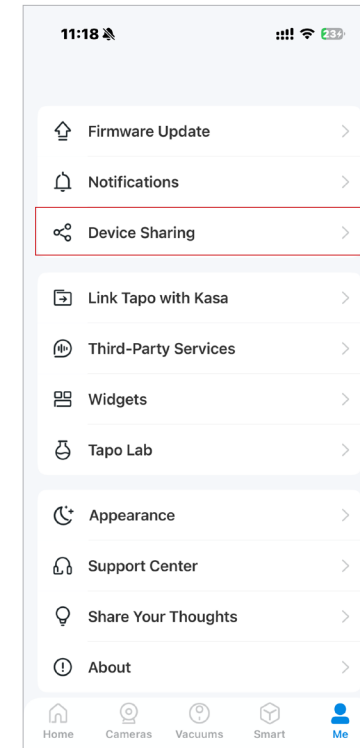 11:18
23
Firmware Update
Notifications
Device Sharing
Link Tapo with Kasa
Third-Party Services
Widgets
Tapo Lab
Appearance
Support Center
Share Your Thoughts
About
Home Cameras Vacuums Smart Me